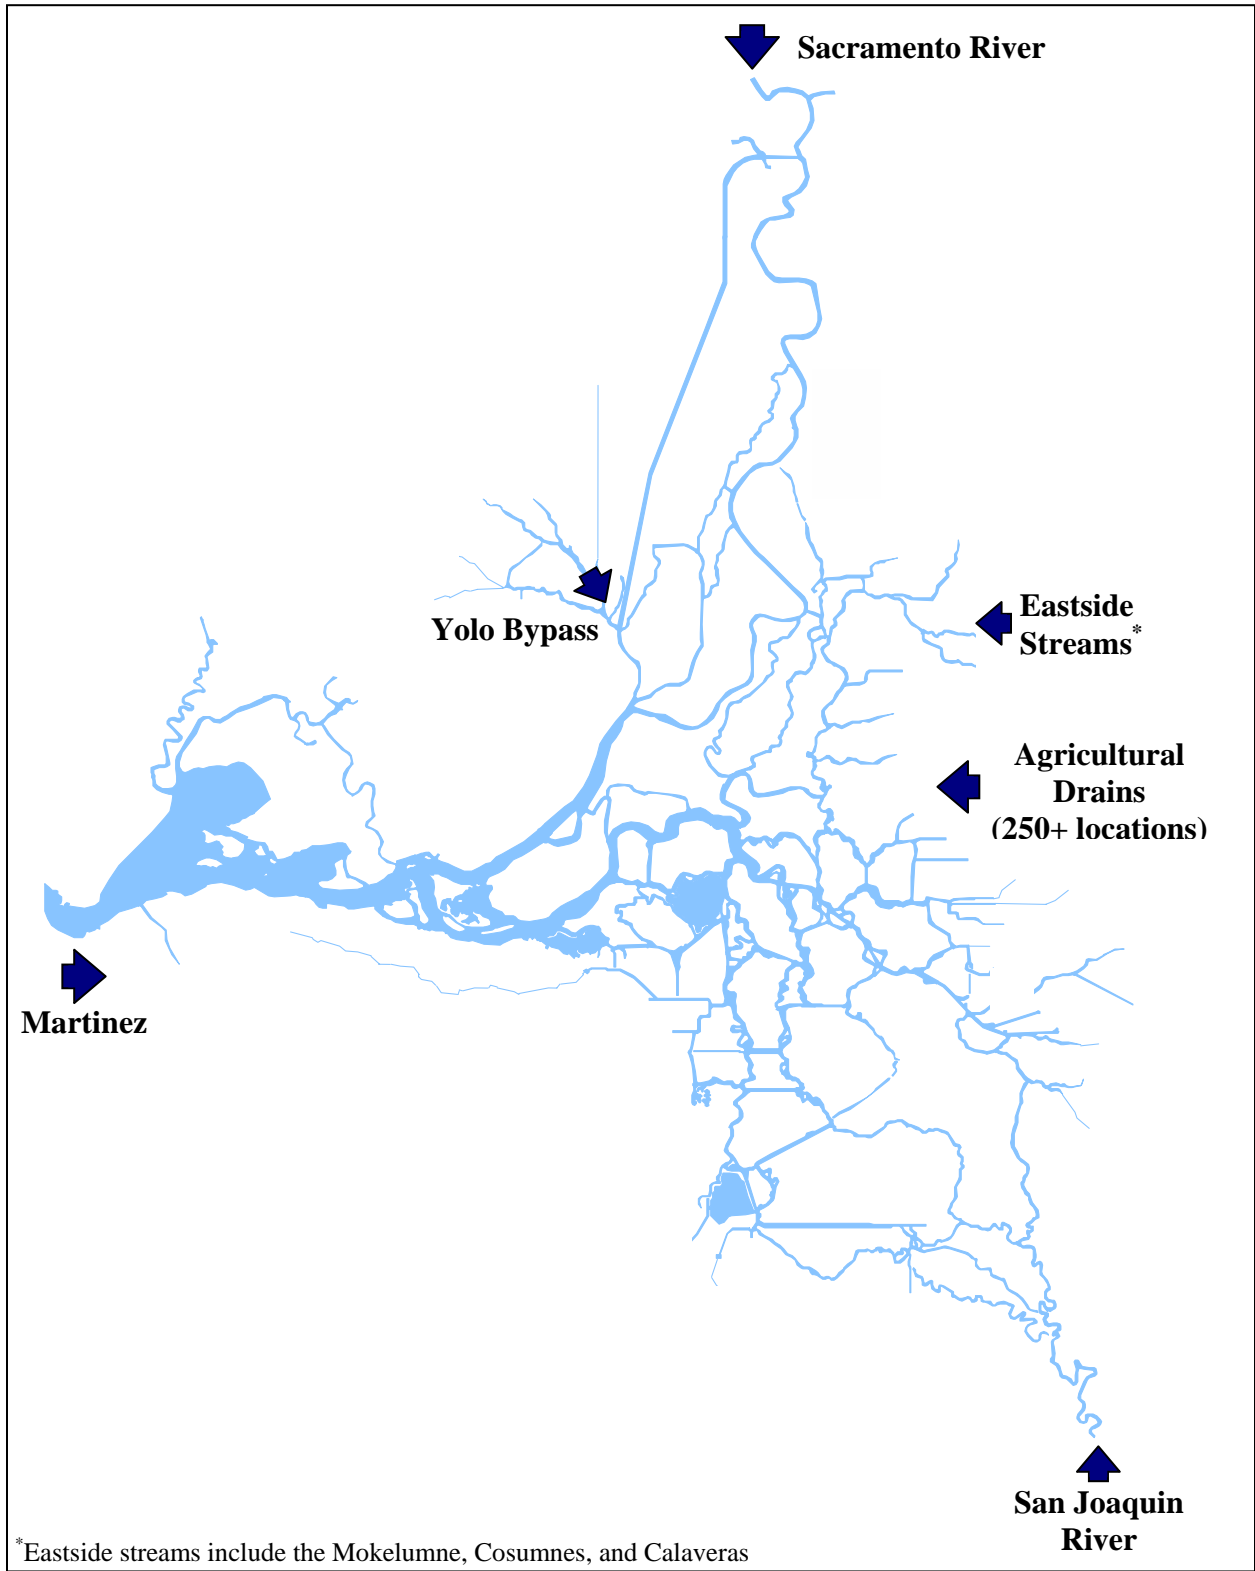 Sacramento River
Yolo Bypass
Eastside
Streams*
Agricultural
Drains
(250+ locations)
Martinez
San Joaquin
River
*Eastside streams include the Mokelumne, Cosumnes, and Calaveras